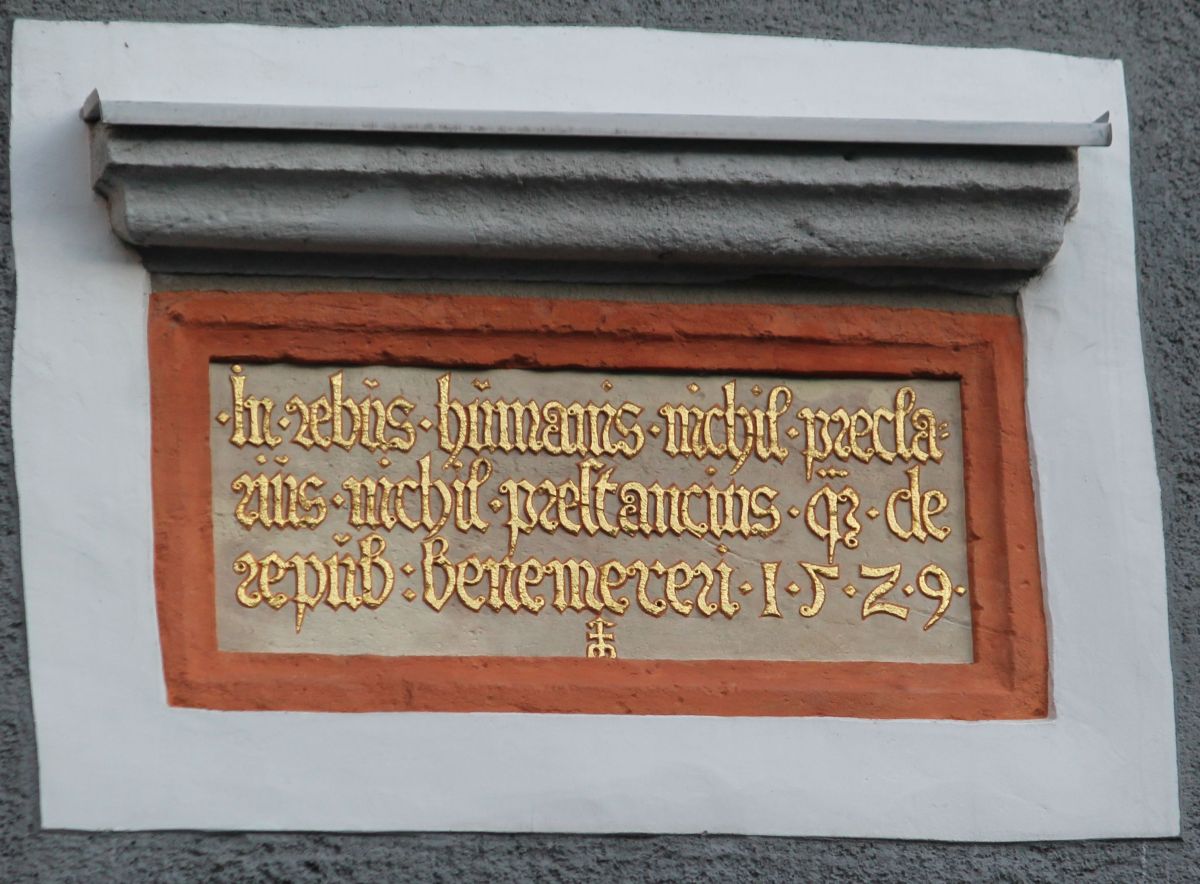 In · rebus · humanis · nichil · precla=
rius · nichil · prestancius · q̈ꝫ · de
repub · benemereri · 1 · 5 · 2 · 9 ·